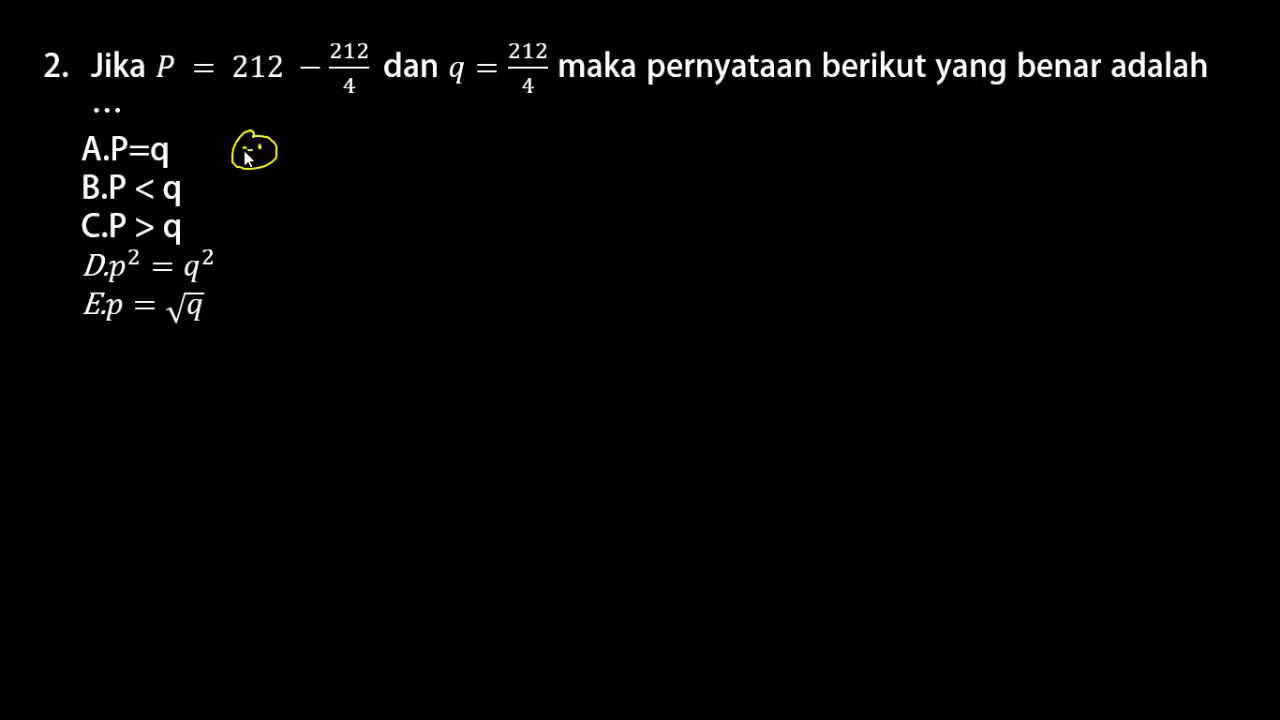 2. Jika P = 212 − 212/4 dan q = 212/4 maka pernyataan berikut yang benar adalah
...
A.P=q
B.P < q
C.P > q
D.p² = q²
E.p = √q